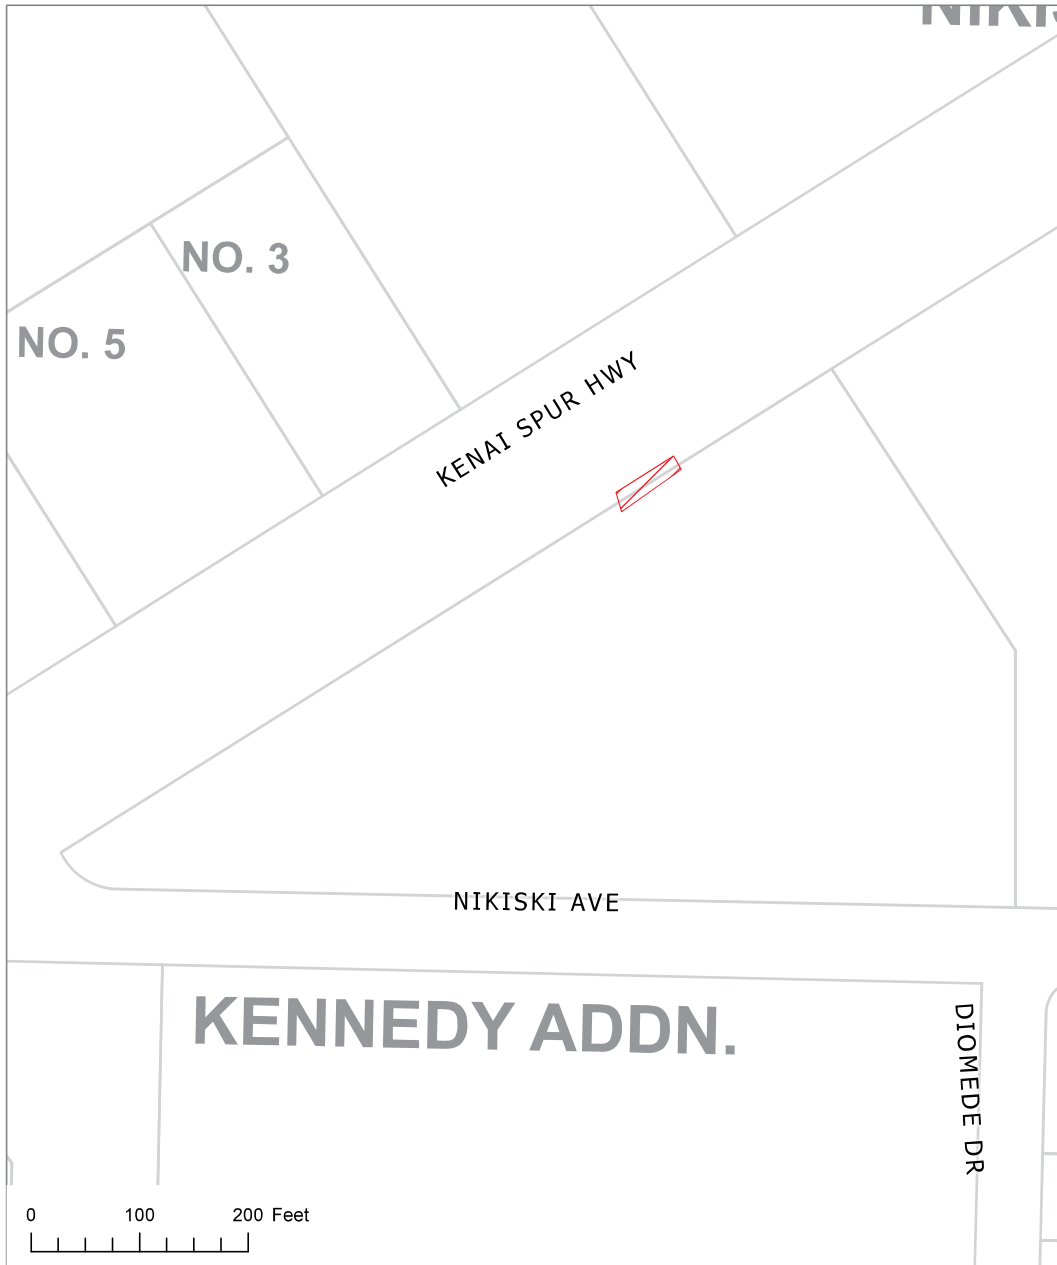 NO. 3
NO. 5
KENAI SPUR HWY
NIKISKI AVE
KENNEDY ADDN.
DIOMEDE DR
0 100 200 Feet